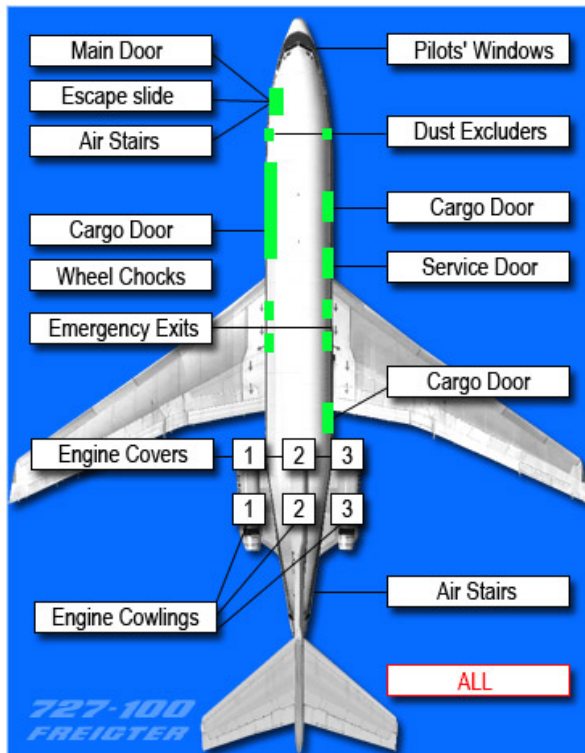 Main Door
Pilots' Windows
Escape slide
Air Stairs
Dust Excluders
Cargo Door
Cargo Door
Wheel Chocks
Service Door
Emergency Exits
Cargo Door
Engine Covers
1 2 3
1 2 3
Engine Cowlings
Air Stairs
ALL
727-100
FREIGTER